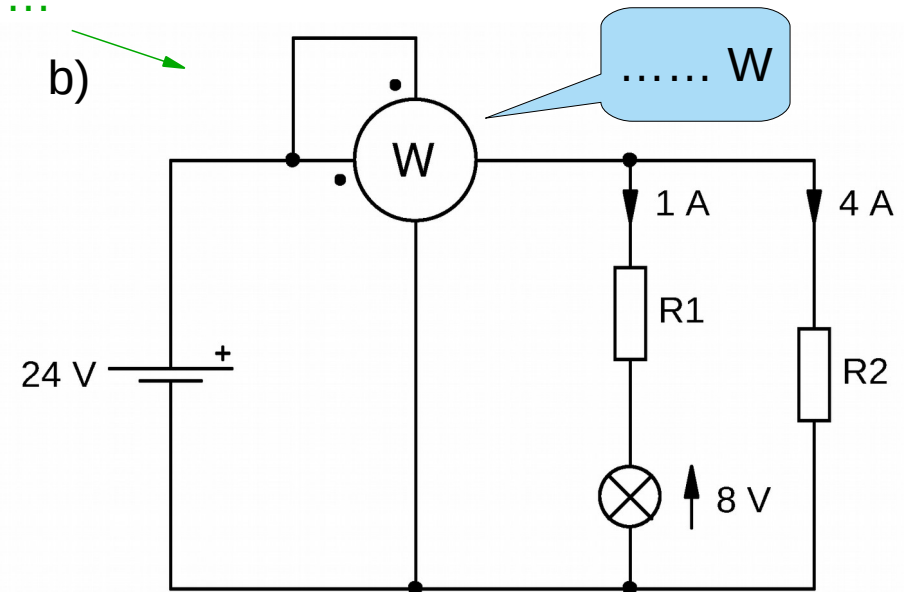 ...
b)
...... W
W
1 A
4 A
R1
+
24 V
R2
8 V